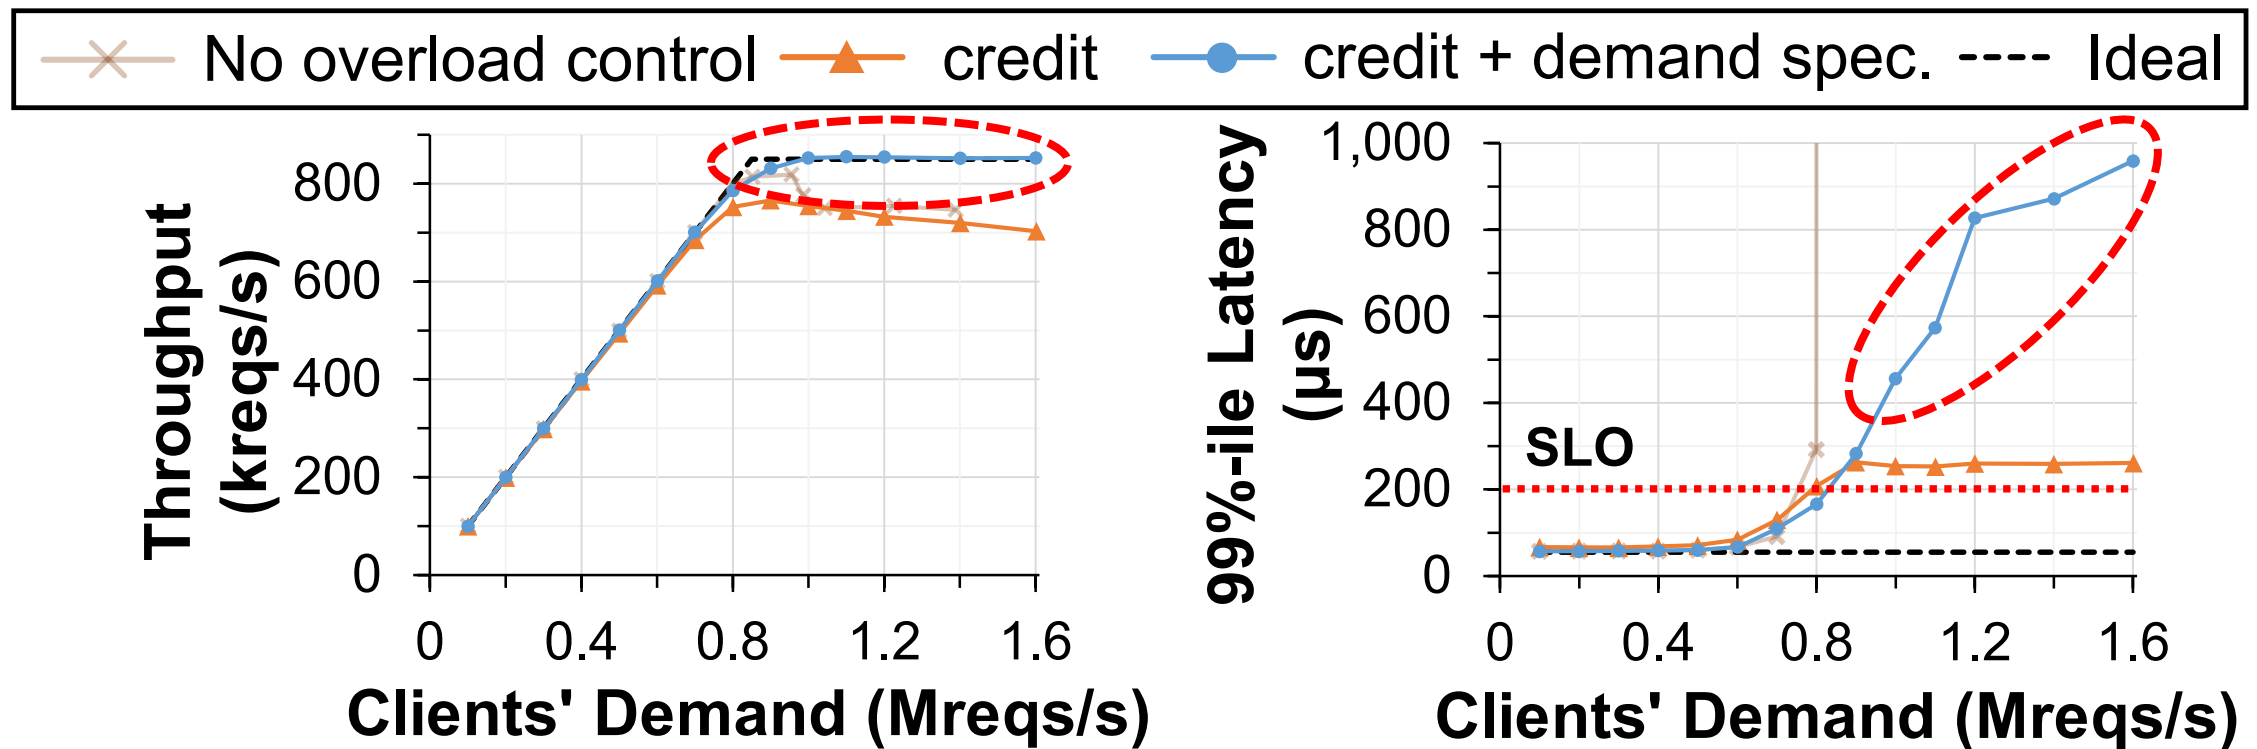 No overload control credit credit + demand spec. Ideal
Throughput
(kreqs/s)
800
600
400
200
0
0 0.4 0.8 1.2 1.6
Clients' Demand (Mreqs/s)
99%-ile Latency
(µs)
1,000
800
600
400
200
0
SLO
0 0.4 0.8 1.2 1.6
Clients' Demand (Mreqs/s)